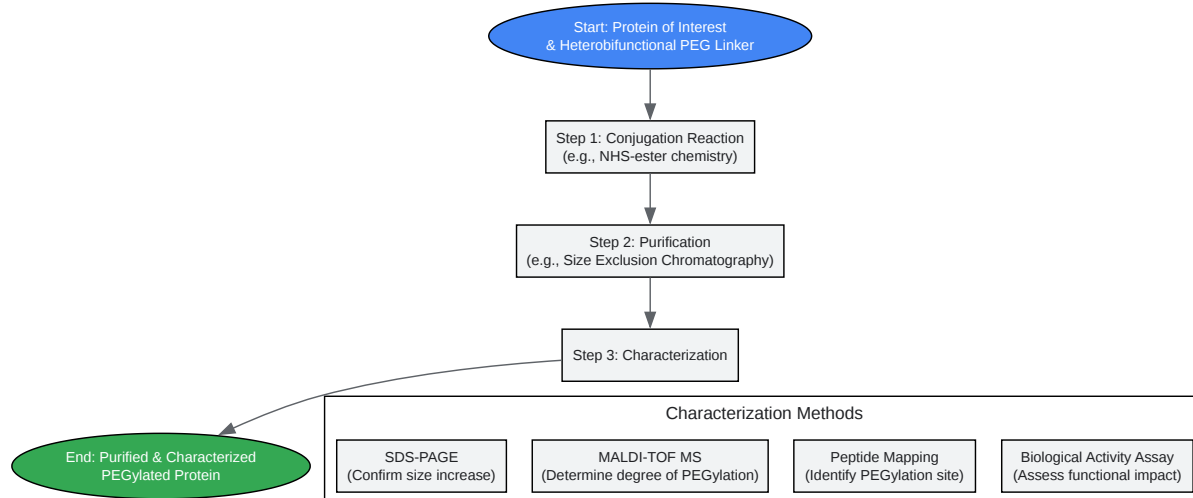 Start: Protein of Interest
& Heterobifunctional PEG Linker
Step 1: Conjugation Reaction
(e.g., NHS-ester chemistry)
Step 2: Purification
(e.g., Size Exclusion Chromatography)
Step 3: Characterization
Characterization Methods
End: Purified & Characterized
PEGylated Protein
SDS-PAGE
(Confirm size increase)
MALDI-TOF MS
(Determine degree of PEGylation)
Peptide Mapping
(Identify PEGylation site)
Biological Activity Assay
(Assess functional impact)